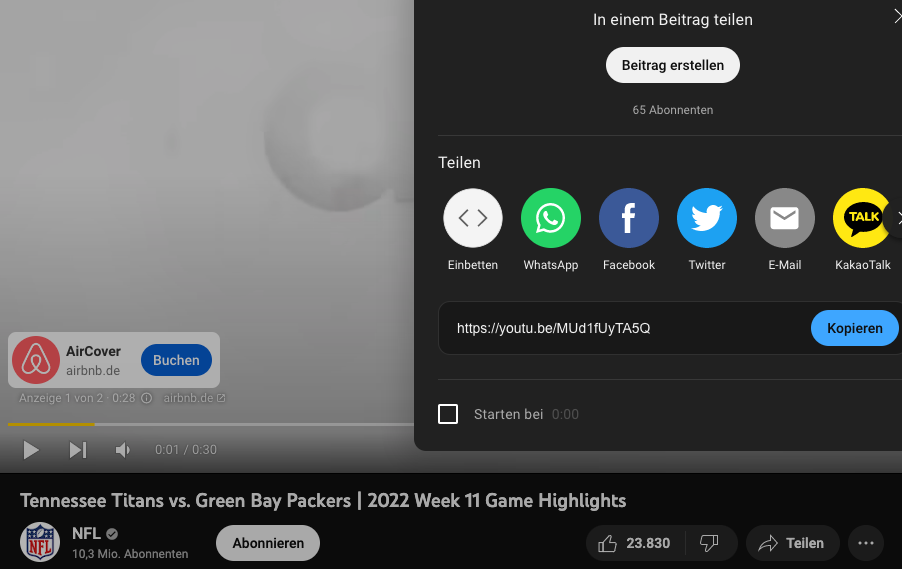 In einem Beitrag teilen
Beitrag erstellen
65 Abonnenten
Teilen
TALK
Einbetten WhatsApp Facebook Twitter E-Mail KakaoTalk
https://youtu.be/MUd1fUyTA5Q Kopieren
Starten bei 0:00
AirCover
airbnb.de
Buchen
Anzeige 1 von 2 · 0:28 airbnb.de
0:01 / 0:30
Tennessee Titans vs. Green Bay Packers | 2022 Week 11 Game Highlights
NFL
NFL
10,3 Mio. Abonnenten
Abonnieren
23.830
Teilen